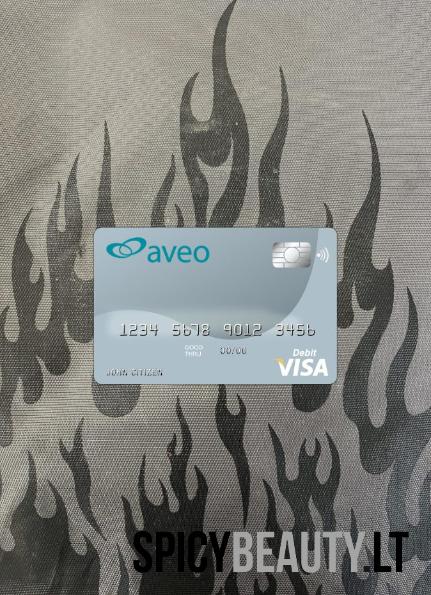 aveo
1234 5678 9012 3456
GOOD THRU
00/00
Debit
JOHN CITIZEN
VISA
SPICYBEAUTY.LT